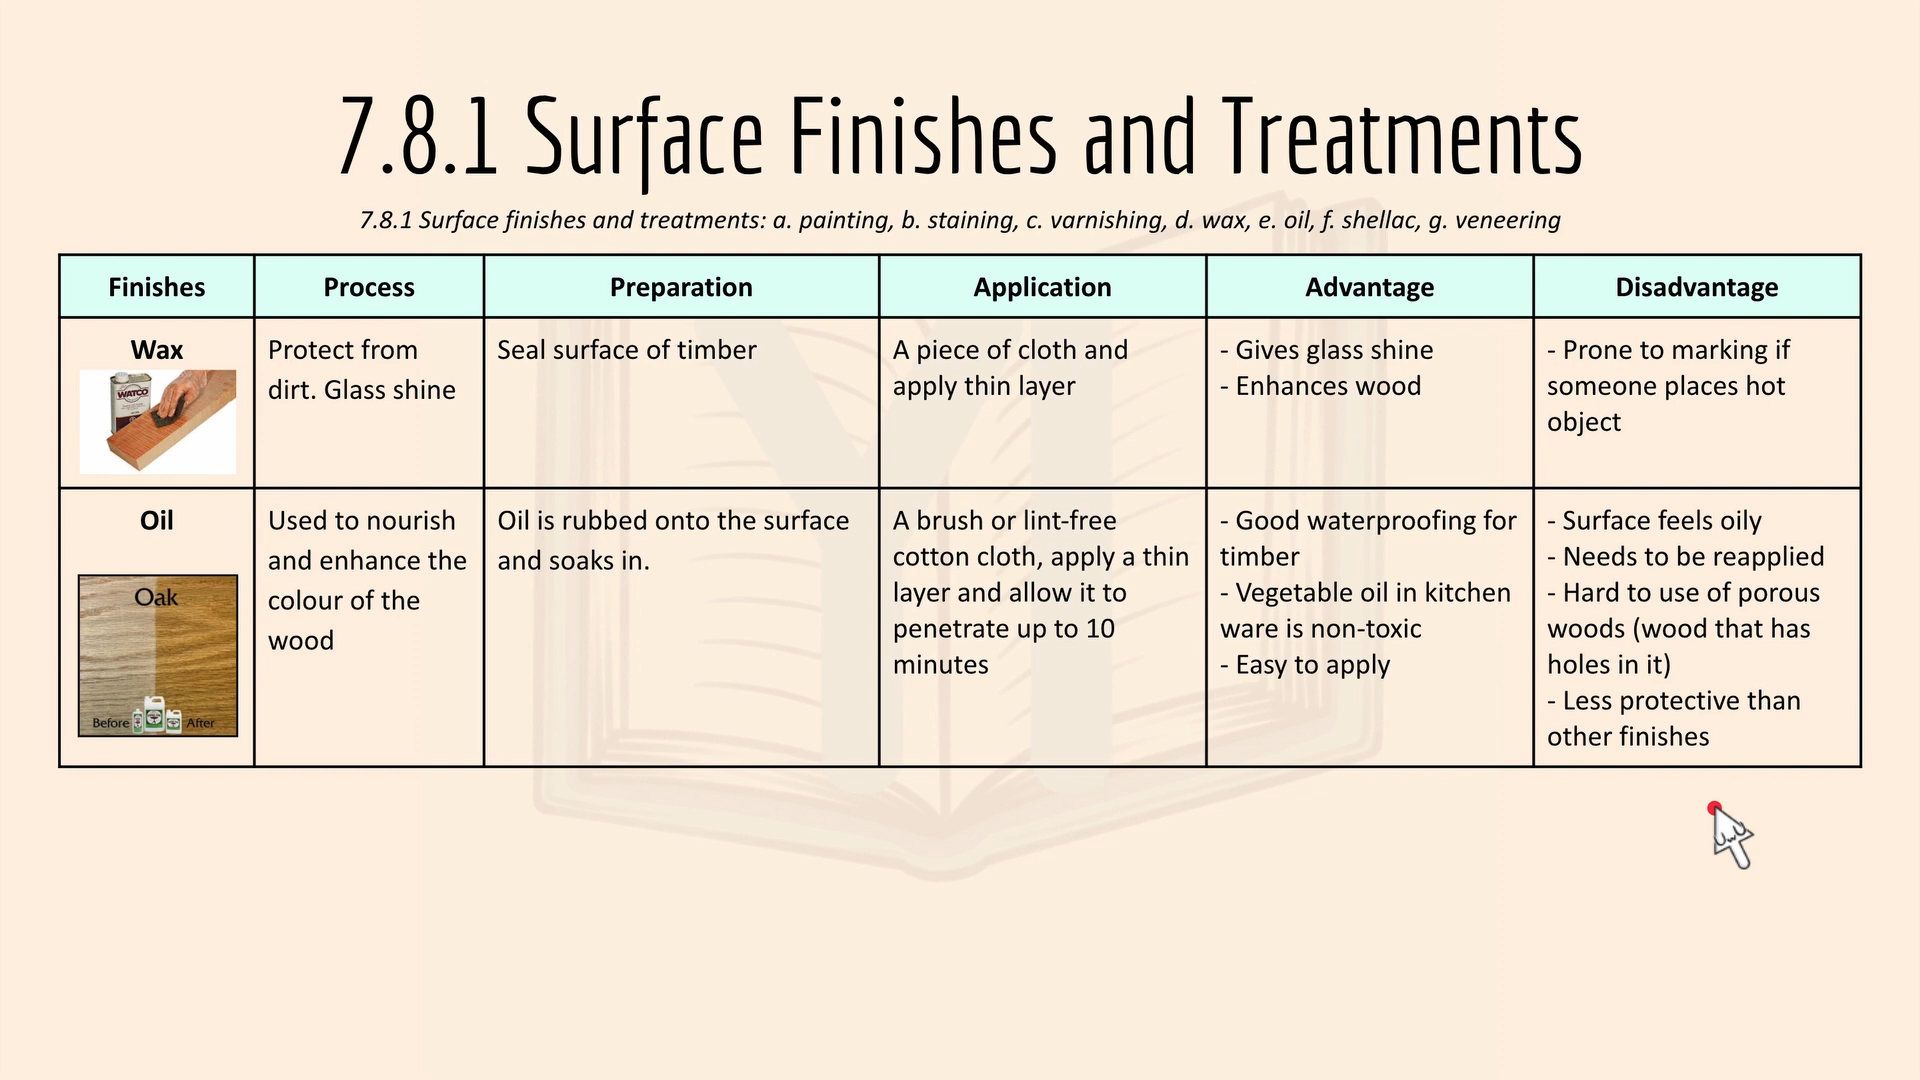 7.8.1 Surface Finishes and Treatments
7.8.1 Surface finishes and treatments: a. painting, b. staining, c. varnishing, d. wax, e. oil, f. shellac, g. veneering
Finishes
Process
Preparation
Application
Advantage
Disadvantage
Wax
WATCO
Protect from
dirt. Glass shine
Seal surface of timber
A piece of cloth and
apply thin layer
- Gives glass shine
- Enhances wood
- Prone to marking if
someone places hot
object
Oil
Oak
Before
After
Used to nourish
and enhance the
colour of the
wood
Oil is rubbed onto the surface
and soaks in.
A brush or lint-free
cotton cloth, apply a thin
layer and allow it to
penetrate up to 10
minutes
- Good waterproofing for
timber
- Vegetable oil in kitchen
ware is non-toxic
- Easy to apply
- Surface feels oily
- Needs to be reapplied
- Hard to use of porous
woods (wood that has
holes in it)
- Less protective than
other finishes